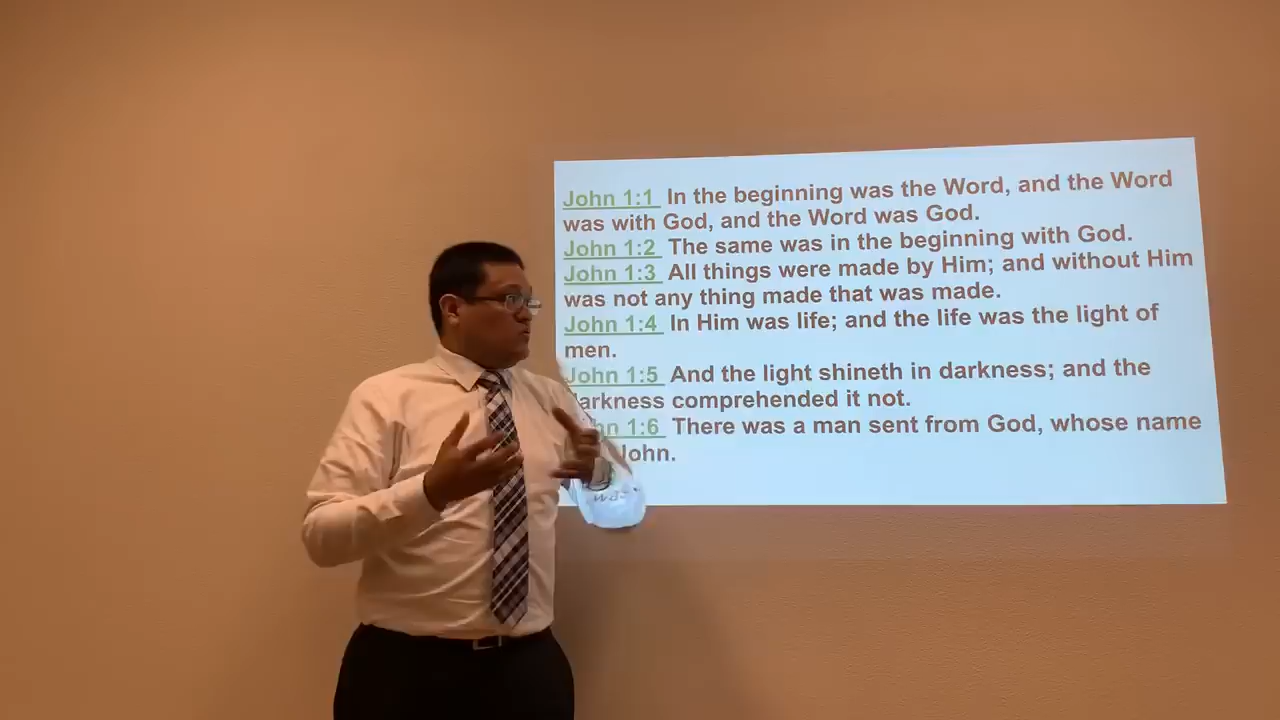 John 1:1 In the beginning was the Word, and the Word
was with God, and the Word was God.
John 1:2 The same was in the beginning with God.
John 1:3 All things were made by Him; and without Him
was not any thing made that was made.
John 1:4 In Him was life; and the life was the light of
men.
John 1:5 And the light shineth in darkness; and the
darkness comprehended it not.
John 1:6 There was a man sent from God, whose name
John.